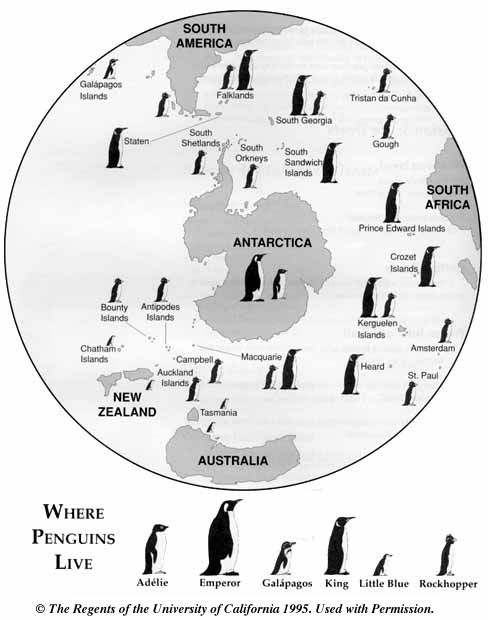 SOUTH
AMERICA
Galápagos
Islands
Falklands
Tristan da Cunha
South Georgia
Staten
South
Shetlands
South
Orkneys
South
Sandwich
Islands
Gough
SOUTH
AFRICA
Prince Edward Islands
ANTARCTICA
Crozet
Islands
Bounty
Islands
Antipodes
Islands
Kerguelen
Islands
Amsterdam
Chatham
Islands
Campbell
Macquarie
Heard
St. Paul
Auckland
Islands
NEW
ZEALAND
Tasmania
AUSTRALIA
WHERE
PENGUINS
LIVE
Adélie Emperor Galápagos King Little Blue Rockhopper
© The Regents of the University of California 1995. Used with Permission.